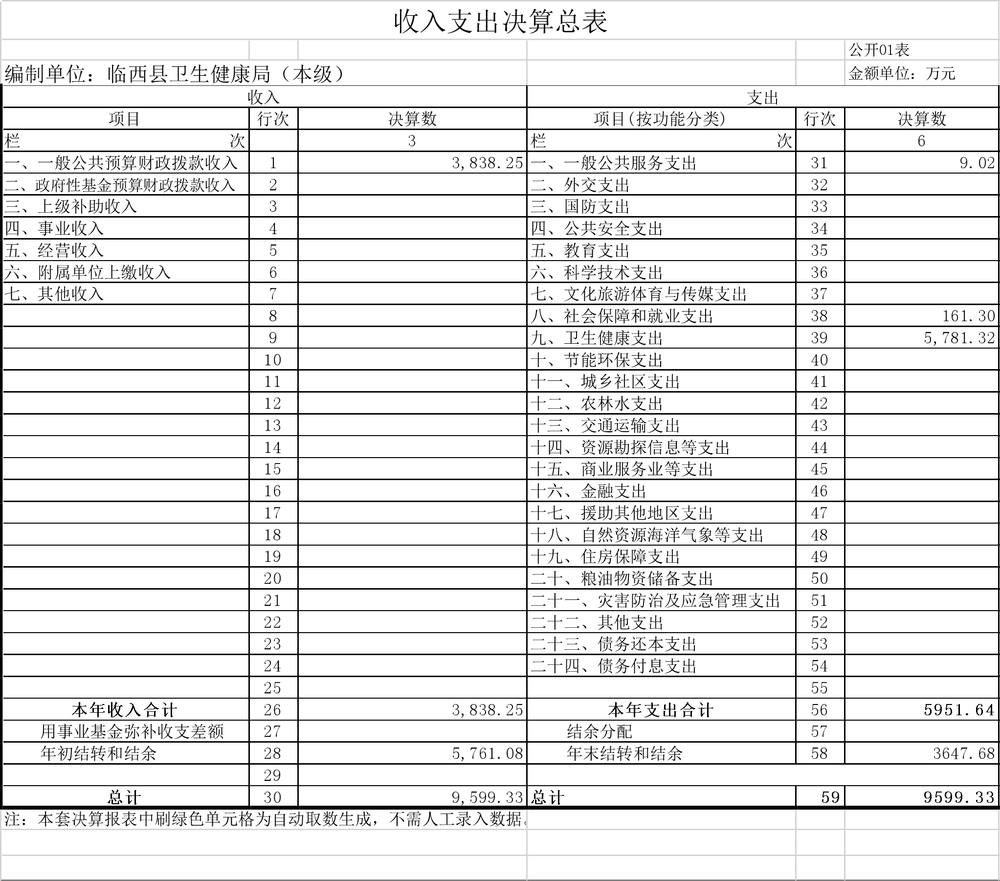 收入支出决算总表
公开01表
编制单位：临西县卫生健康局（本级） 金额单位：万元
收入 支出
项目 行次 决算数 项目(按功能分类) 行次 决算数
栏 次 3 栏 次 6
一、一般公共预算财政拨款收入 1 3,838.25 一、一般公共服务支出 31 9.02
二、政府性基金预算财政拨款收入 2 二、外交支出 32
三、上级补助收入 3 三、国防支出 33
四、事业收入 4 四、公共安全支出 34
五、经营收入 5 五、教育支出 35
六、附属单位上缴收入 6 六、科学技术支出 36
七、其他收入 7 七、文化旅游体育与传媒支出 37
8 八、社会保障和就业支出 38 161.30
9 九、卫生健康支出 39 5,781.32
10 十、节能环保支出 40
11 十一、城乡社区支出 41
12 十二、农林水支出 42
13 十三、交通运输支出 43
14 十四、资源勘探信息等支出 44
15 十五、商业服务业等支出 45
16 十六、金融支出 46
17 十七、援助其他地区支出 47
18 十八、自然资源海洋气象等支出 48
19 十九、住房保障支出 49
20 二十、粮油物资储备支出 50
21 二十一、灾害防治及应急管理支出 51
22 二十二、其他支出 52
23 二十三、债务还本支出 53
24 二十四、债务付息支出 54
25 55
本年收入合计 26 3,838.25 本年支出合计 56 5951.64
用事业基金弥补收支差额 27 结余分配 57
年初结转和结余 28 5,761.08 年末结转和结余 58 3647.68
29
总计 30 9,599.33 总计 59 9599.33
注：本套决算报表中刷绿色单元格为自动取数生成，不需人工录入数据。